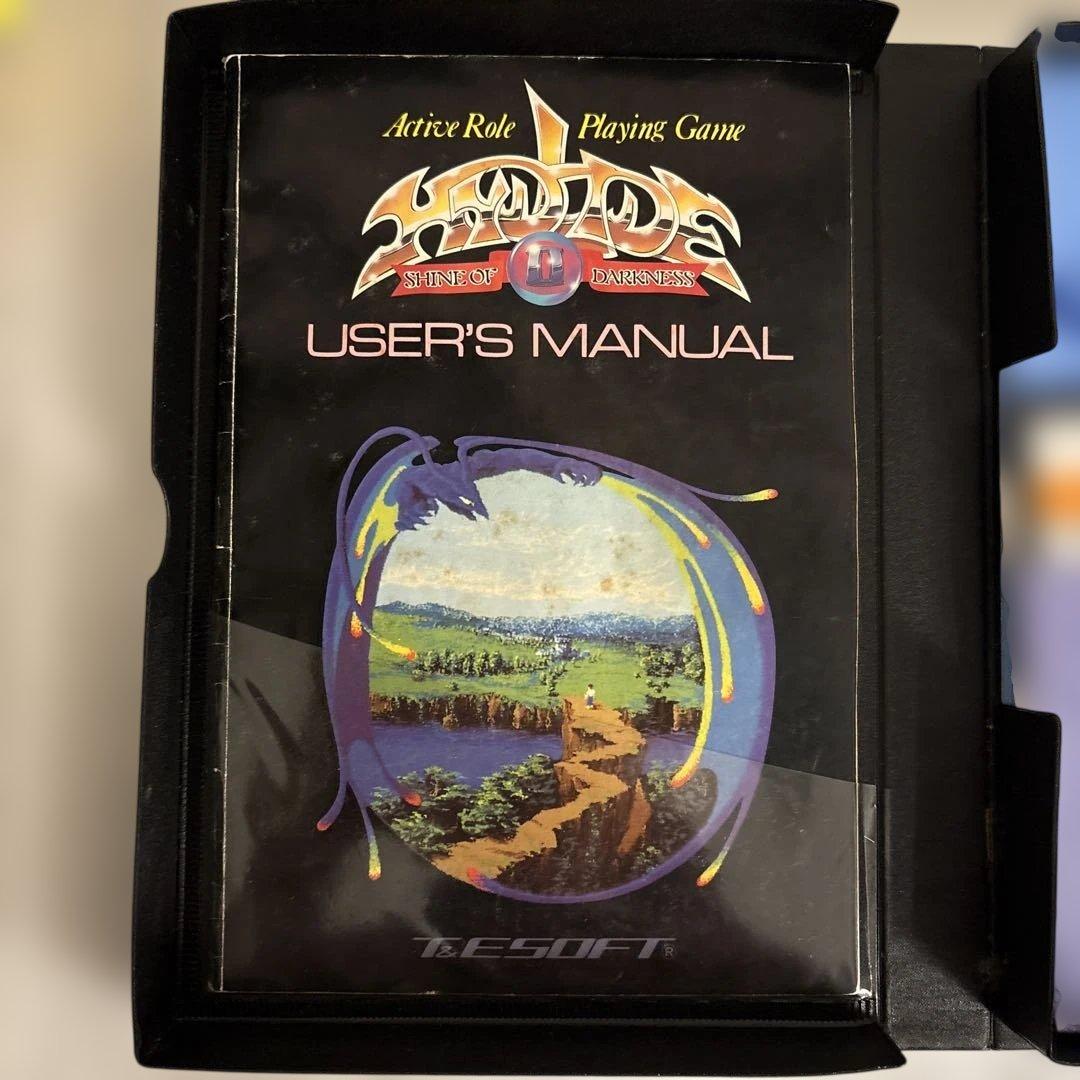 Active Role Playing Game
HYDLIDE
SHINE OF II DARKNESS
USER'S MANUAL
T&ESOFT®